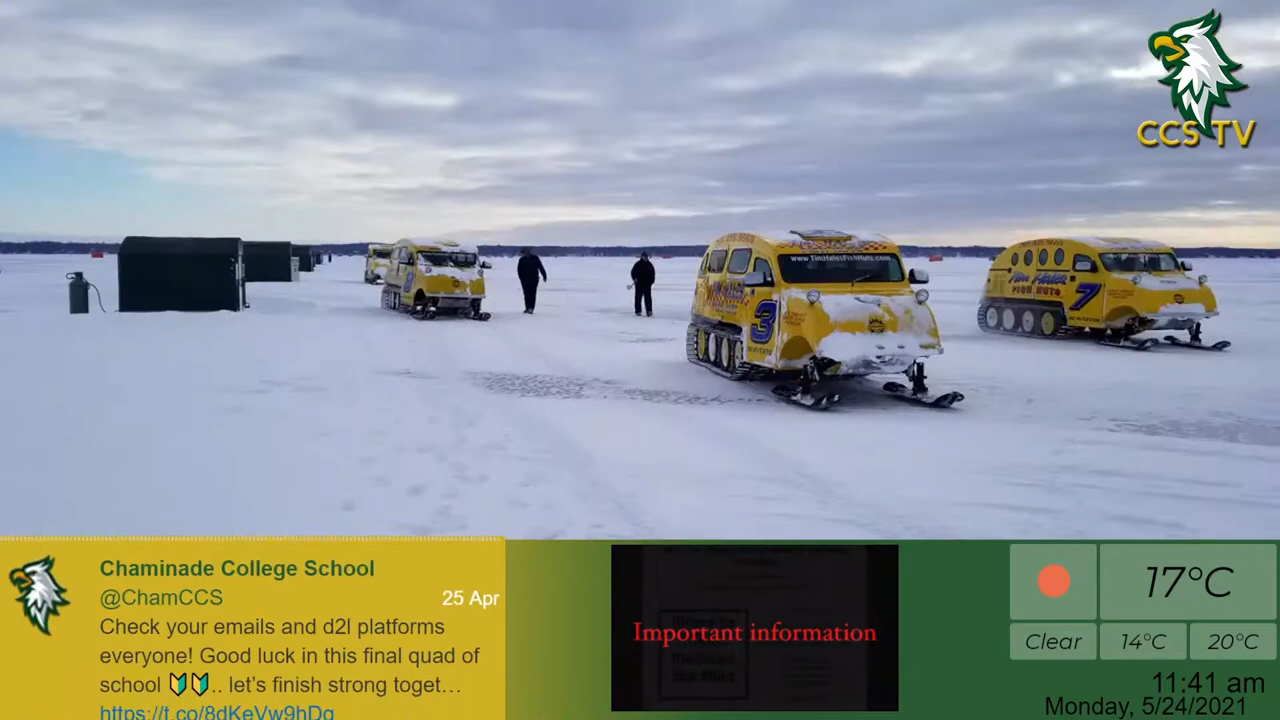 CCS TV
www.TimHalesFishHuts.com
3
Tim Hales
FISH HUTS
7
Chaminade College School
@ChamCCS
25 Apr
Check your emails and d2l platforms
everyone! Good luck in this final quad of
school 🔰🔰.. let's finish strong toget…
https://t.co/8dKeVw9hDg
Important information
17°C
Clear
14°C
20°C
11:41 am
Monday, 5/24/2021